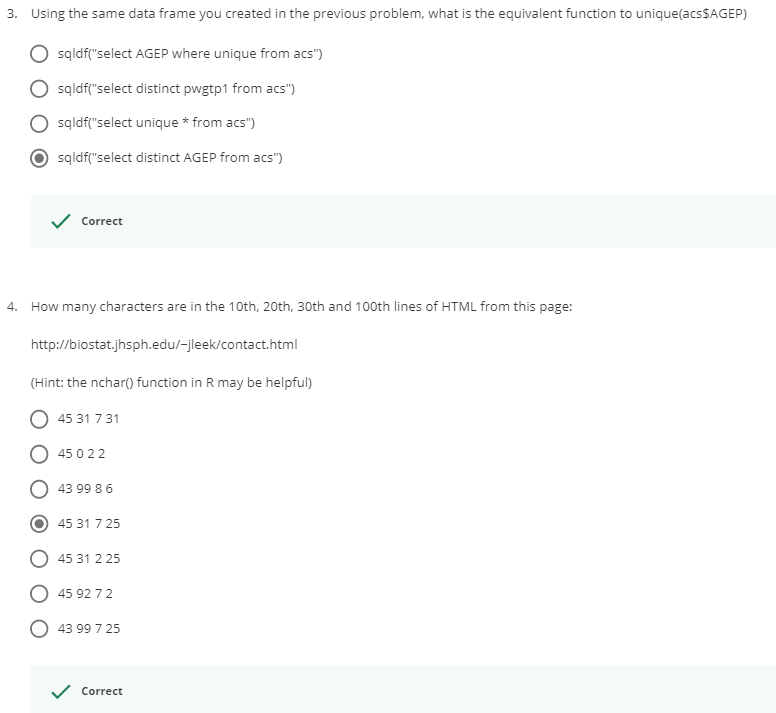 3. Using the same data frame you created in the previous problem, what is the equivalent function to unique(acs$AGEP)
sqldf("select AGEP where unique from acs")
sqldf("select distinct pwgtp1 from acs")
sqldf("select unique * from acs")
sqldf("select distinct AGEP from acs")
Correct
4. How many characters are in the 10th, 20th, 30th and 100th lines of HTML from this page:
http://biostat.jhsph.edu/~jleek/contact.html
(Hint: the nchar() function in R may be helpful)
45 31 7 31
45 0 2 2
43 99 8 6
45 31 7 25
45 31 2 25
45 92 7 2
43 99 7 25
Correct